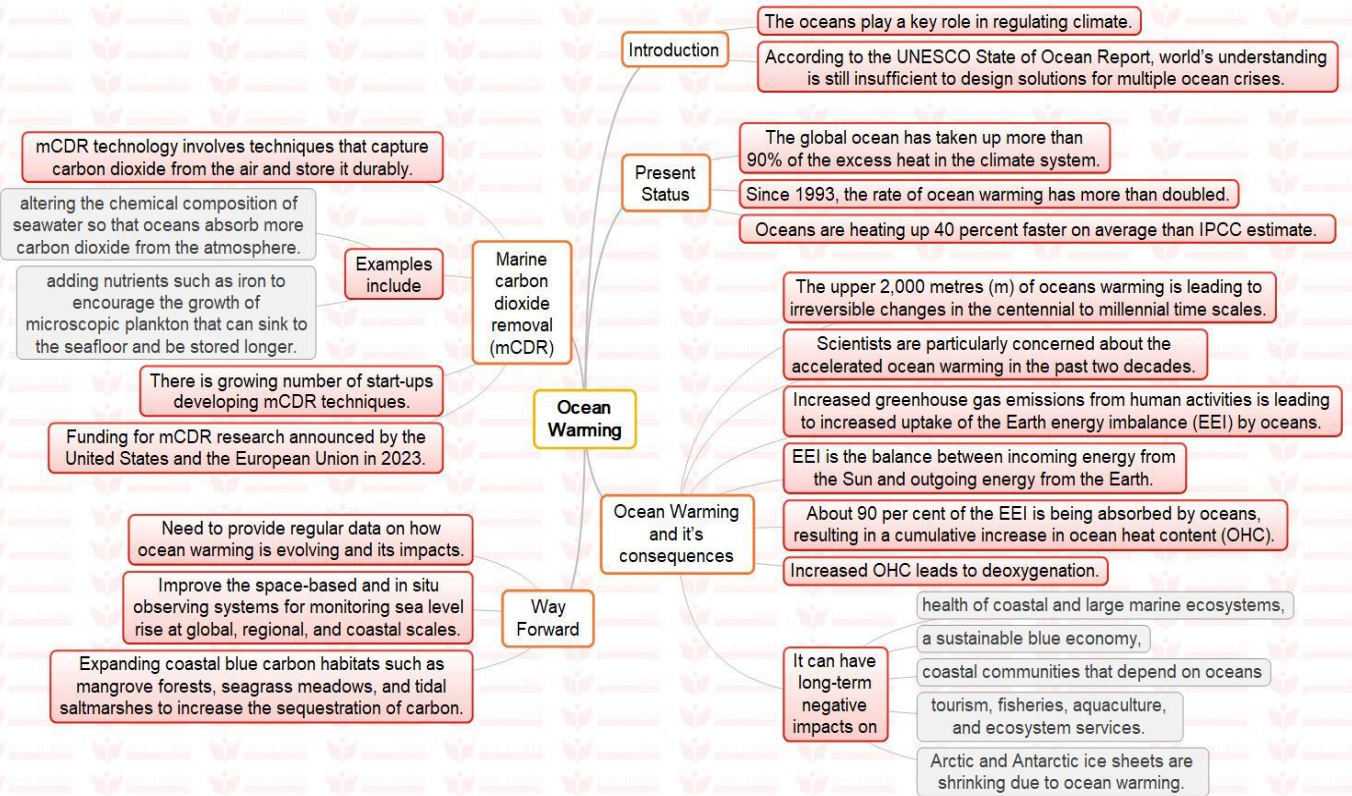 Ocean
Warming
Introduction
The oceans play a key role in regulating climate.
According to the UNESCO State of Ocean Report, world's understanding
is still insufficient to design solutions for multiple ocean crises.
Present
Status
The global ocean has taken up more than
90% of the excess heat in the climate system.
Since 1993, the rate of ocean warming has more than doubled.
Oceans are heating up 40 percent faster on average than IPCC estimate.
Ocean Warming
and it's
consequences
The upper 2,000 metres (m) of oceans warming is leading to
irreversible changes in the centennial to millennial time scales.
Scientists are particularly concerned about the
accelerated ocean warming in the past two decades.
Increased greenhouse gas emissions from human activities is leading
to increased uptake of the Earth energy imbalance (EEI) by oceans.
EEI is the balance between incoming energy from
the Sun and outgoing energy from the Earth.
About 90 per cent of the EEI is being absorbed by oceans,
resulting in a cumulative increase in ocean heat content (OHC).
Increased OHC leads to deoxygenation.
It can have
long-term
negative
impacts on
health of coastal and large marine ecosystems,
a sustainable blue economy,
coastal communities that depend on oceans
tourism, fisheries, aquaculture,
and ecosystem services.
Arctic and Antarctic ice sheets are
shrinking due to ocean warming.
Marine
carbon
dioxide
removal
(mCDR)
mCDR technology involves techniques that capture
carbon dioxide from the air and store it durably.
Examples
include
altering the chemical composition of
seawater so that oceans absorb more
carbon dioxide from the atmosphere.
adding nutrients such as iron to
encourage the growth of
microscopic plankton that can sink to
the seafloor and be stored longer.
There is growing number of start-ups
developing mCDR techniques.
Funding for mCDR research announced by the
United States and the European Union in 2023.
Way
Forward
Need to provide regular data on how
ocean warming is evolving and its impacts.
Improve the space-based and in situ
observing systems for monitoring sea level
rise at global, regional, and coastal scales.
Expanding coastal blue carbon habitats such as
mangrove forests, seagrass meadows, and tidal
saltmarshes to increase the sequestration of carbon.